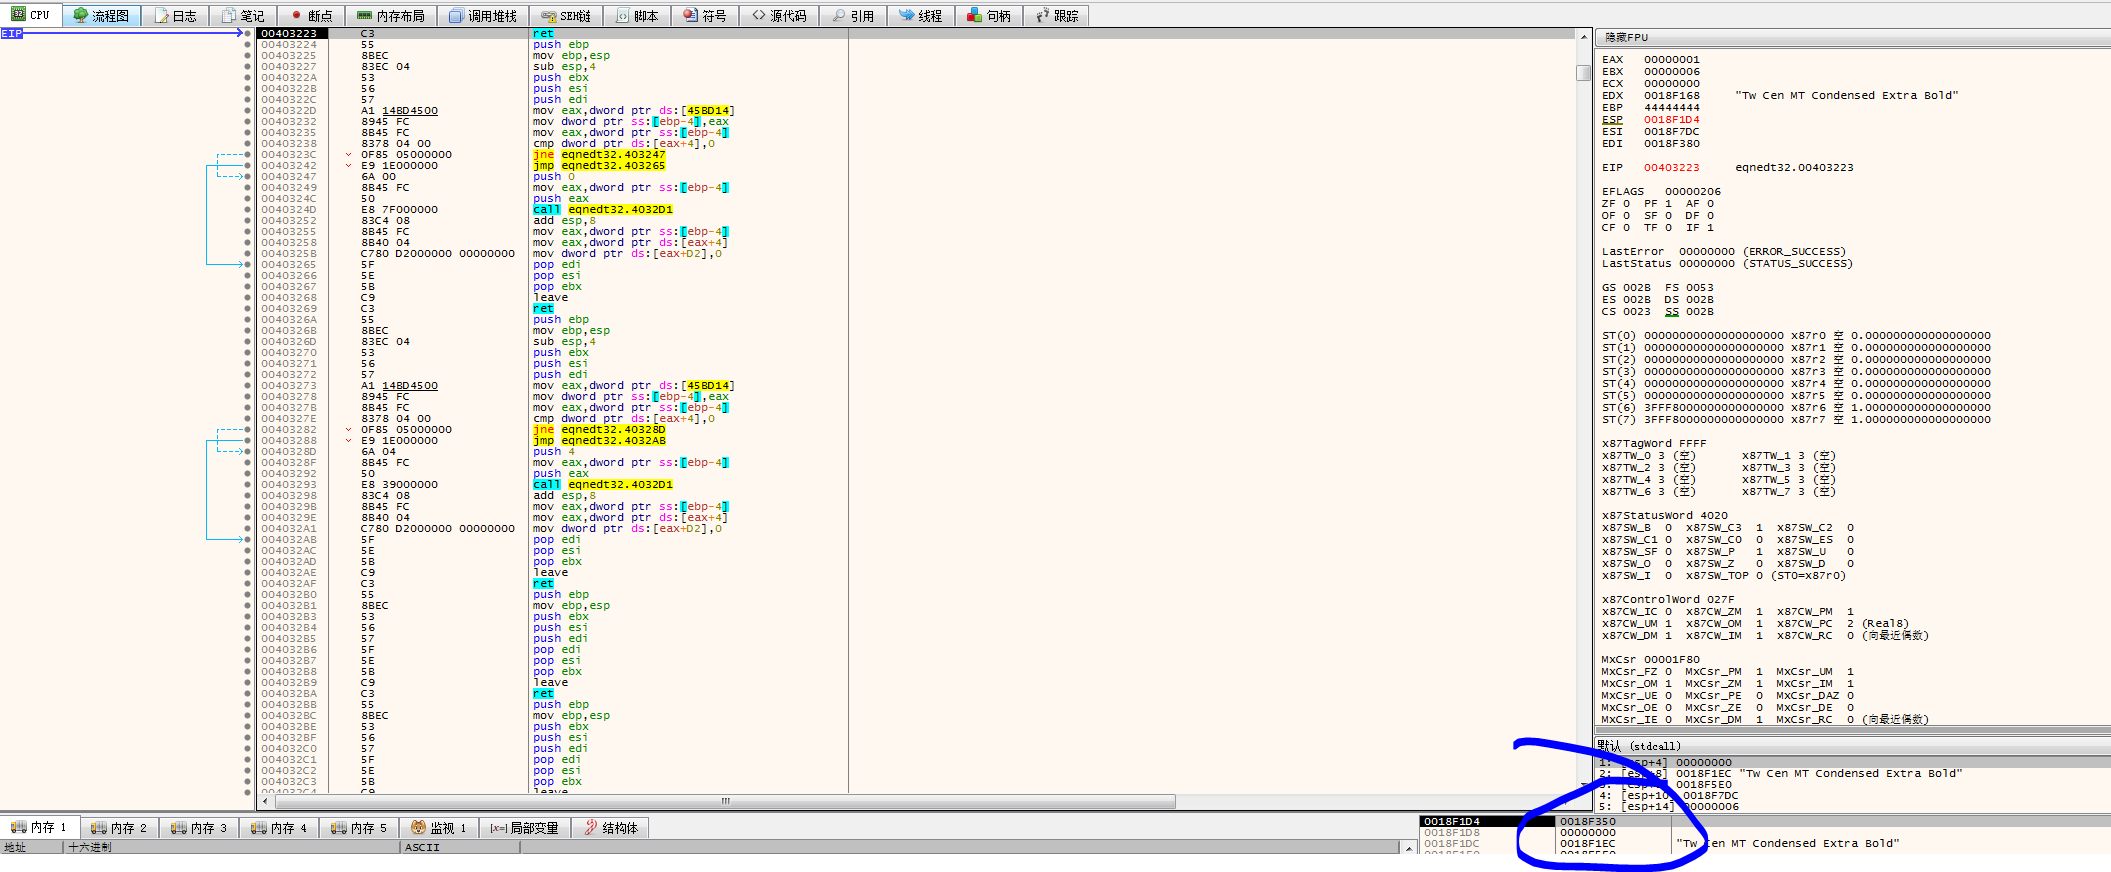 CPU 流程图 日志 笔记 断点 内存布局 调用堆栈 SEH链 脚本 符号 源代码 引用 线程 句柄 跟踪
EIP
00403223 C3 ret
00403224 55 push ebp
00403225 8BEC mov ebp,esp
00403227 83EC 04 sub esp,4
0040322A 53 push ebx
0040322B 56 push esi
0040322C 57 push edi
0040322D A1 14BD4500 mov eax,dword ptr ds:[45BD14]
00403232 8945 FC mov dword ptr ss:[ebp-4],eax
00403235 8B45 FC mov eax,dword ptr ss:[ebp-4]
00403238 8378 04 00 cmp dword ptr ds:[eax+4],0
0040323C 0F85 05000000 jne eqnedt32.403247
00403242 E9 1E000000 jmp eqnedt32.403265
00403247 6A 00 push 0
00403249 8B45 FC mov eax,dword ptr ss:[ebp-4]
0040324C 50 push eax
0040324D E8 7F000000 call eqnedt32.4032D1
00403252 83C4 08 add esp,8
00403255 8B45 FC mov eax,dword ptr ss:[ebp-4]
00403258 8B40 04 mov eax,dword ptr ds:[eax+4]
0040325B C780 D2000000 00000000 mov dword ptr ds:[eax+D2],0
00403265 5F pop edi
00403266 5E pop esi
00403267 5B pop ebx
00403268 C9 leave
00403269 C3 ret
0040326A 55 push ebp
0040326B 8BEC mov ebp,esp
0040326D 83EC 04 sub esp,4
00403270 53 push ebx
00403271 56 push esi
00403272 57 push edi
00403273 A1 14BD4500 mov eax,dword ptr ds:[45BD14]
00403278 8945 FC mov dword ptr ss:[ebp-4],eax
0040327B 8B45 FC mov eax,dword ptr ss:[ebp-4]
0040327E 8378 04 00 cmp dword ptr ds:[eax+4],0
00403282 0F85 05000000 jne eqnedt32.40328D
00403288 E9 1E000000 jmp eqnedt32.4032AB
0040328D 6A 04 push 4
0040328F 8B45 FC mov eax,dword ptr ss:[ebp-4]
00403292 50 push eax
00403293 E8 39000000 call eqnedt32.4032D1
00403298 83C4 08 add esp,8
0040329B 8B45 FC mov eax,dword ptr ss:[ebp-4]
0040329E 8B40 04 mov eax,dword ptr ds:[eax+4]
004032A1 C780 D2000000 00000000 mov dword ptr ds:[eax+D2],0
004032AB 5F pop edi
004032AC 5E pop esi
004032AD 5B pop ebx
004032AE C9 leave
004032AF C3 ret
004032B0 55 push ebp
004032B1 8BEC mov ebp,esp
004032B3 53 push ebx
004032B4 56 push esi
004032B5 57 push edi
004032B6 5F pop edi
004032B7 5E pop esi
004032B8 5B pop ebx
004032B9 C9 leave
004032BA C3 ret
004032BB 55 push ebp
004032BC 8BEC mov ebp,esp
004032BE 53 push ebx
004032BF 56 push esi
004032C0 57 push edi
004032C1 5F pop edi
004032C2 5E pop esi
004032C3 5B pop ebx
004032C4 C9 leave
隐藏FPU
EAX 00000001
EBX 00000006
ECX 00000000
EDX 0018F168 "Tw Cen MT Condensed Extra Bold"
EBP 44444444
ESP 0018F1D4
ESI 0018F7DC
EDI 0018F380
EIP 00403223 eqnedt32.00403223
EFLAGS 00000206
ZF 0 PF 1 AF 0
OF 0 SF 0 DF 0
CF 0 TF 0 IF 1
LastError 00000000 (ERROR_SUCCESS)
LastStatus 00000000 (STATUS_SUCCESS)
GS 002B FS 0053
ES 002B DS 002B
CS 0023 SS 002B
ST(0) 00000000000000000000 x87r0 空 0.000000000000000000
ST(1) 00000000000000000000 x87r1 空 0.000000000000000000
ST(2) 00000000000000000000 x87r2 空 0.000000000000000000
ST(3) 00000000000000000000 x87r3 空 0.000000000000000000
ST(4) 00000000000000000000 x87r4 空 0.000000000000000000
ST(5) 00000000000000000000 x87r5 空 0.000000000000000000
ST(6) 3FFF8000000000000000 x87r6 空 1.000000000000000000
ST(7) 3FFF8000000000000000 x87r7 空 1.000000000000000000
x87TagWord FFFF
x87TW_0 3 (空) x87TW_1 3 (空)
x87TW_2 3 (空) x87TW_3 3 (空)
x87TW_4 3 (空) x87TW_5 3 (空)
x87TW_6 3 (空) x87TW_7 3 (空)
x87StatusWord 4020
x87SW_B 0 x87SW_C3 1 x87SW_C2 0
x87SW_C1 0 x87SW_C0 0 x87SW_ES 0
x87SW_SF 0 x87SW_P 1 x87SW_U 0
x87SW_O 0 x87SW_Z 0 x87SW_D 0
x87SW_I 0 x87SW_TOP 0 (ST0=x87r0)
x87ControlWord 027F
x87CW_IC 0 x87CW_ZM 1 x87CW_PM 1
x87CW_UM 1 x87CW_OM 1 x87CW_PC 2 (Real8)
x87CW_DM 1 x87CW_IM 1 x87CW_RC 0 (向最近偶数)
MxCsr 00001F80
MxCsr_FZ 0 MxCsr_PM 1 MxCsr_UM 1
MxCsr_OM 1 MxCsr_ZM 1 MxCsr_IM 1
MxCsr_UE 0 MxCsr_PE 0 MxCsr_DAZ 0
MxCsr_OE 0 MxCsr_ZE 0 MxCsr_DE 0
MxCsr_IE 0 MxCsr_DM 1 MxCsr_RC 0 (向最近偶数)
默认 (stdcall)
1: [esp+4] 00000000
2: [esp+8] 0018F1EC "Tw Cen MT Condensed Extra Bold"
3: 0018F5E0
4: [esp+10] 0018F7DC
5: [esp+14] 00000006
内存 1 内存 2 内存 3 内存 4 内存 5 监视 1 [x=] 局部变量 结构体
地址 十六进制 ASCII
0018F1D4 0018F350
0018F1D8 00000000
0018F1DC 0018F1EC "Tw Cen MT Condensed Extra Bold"